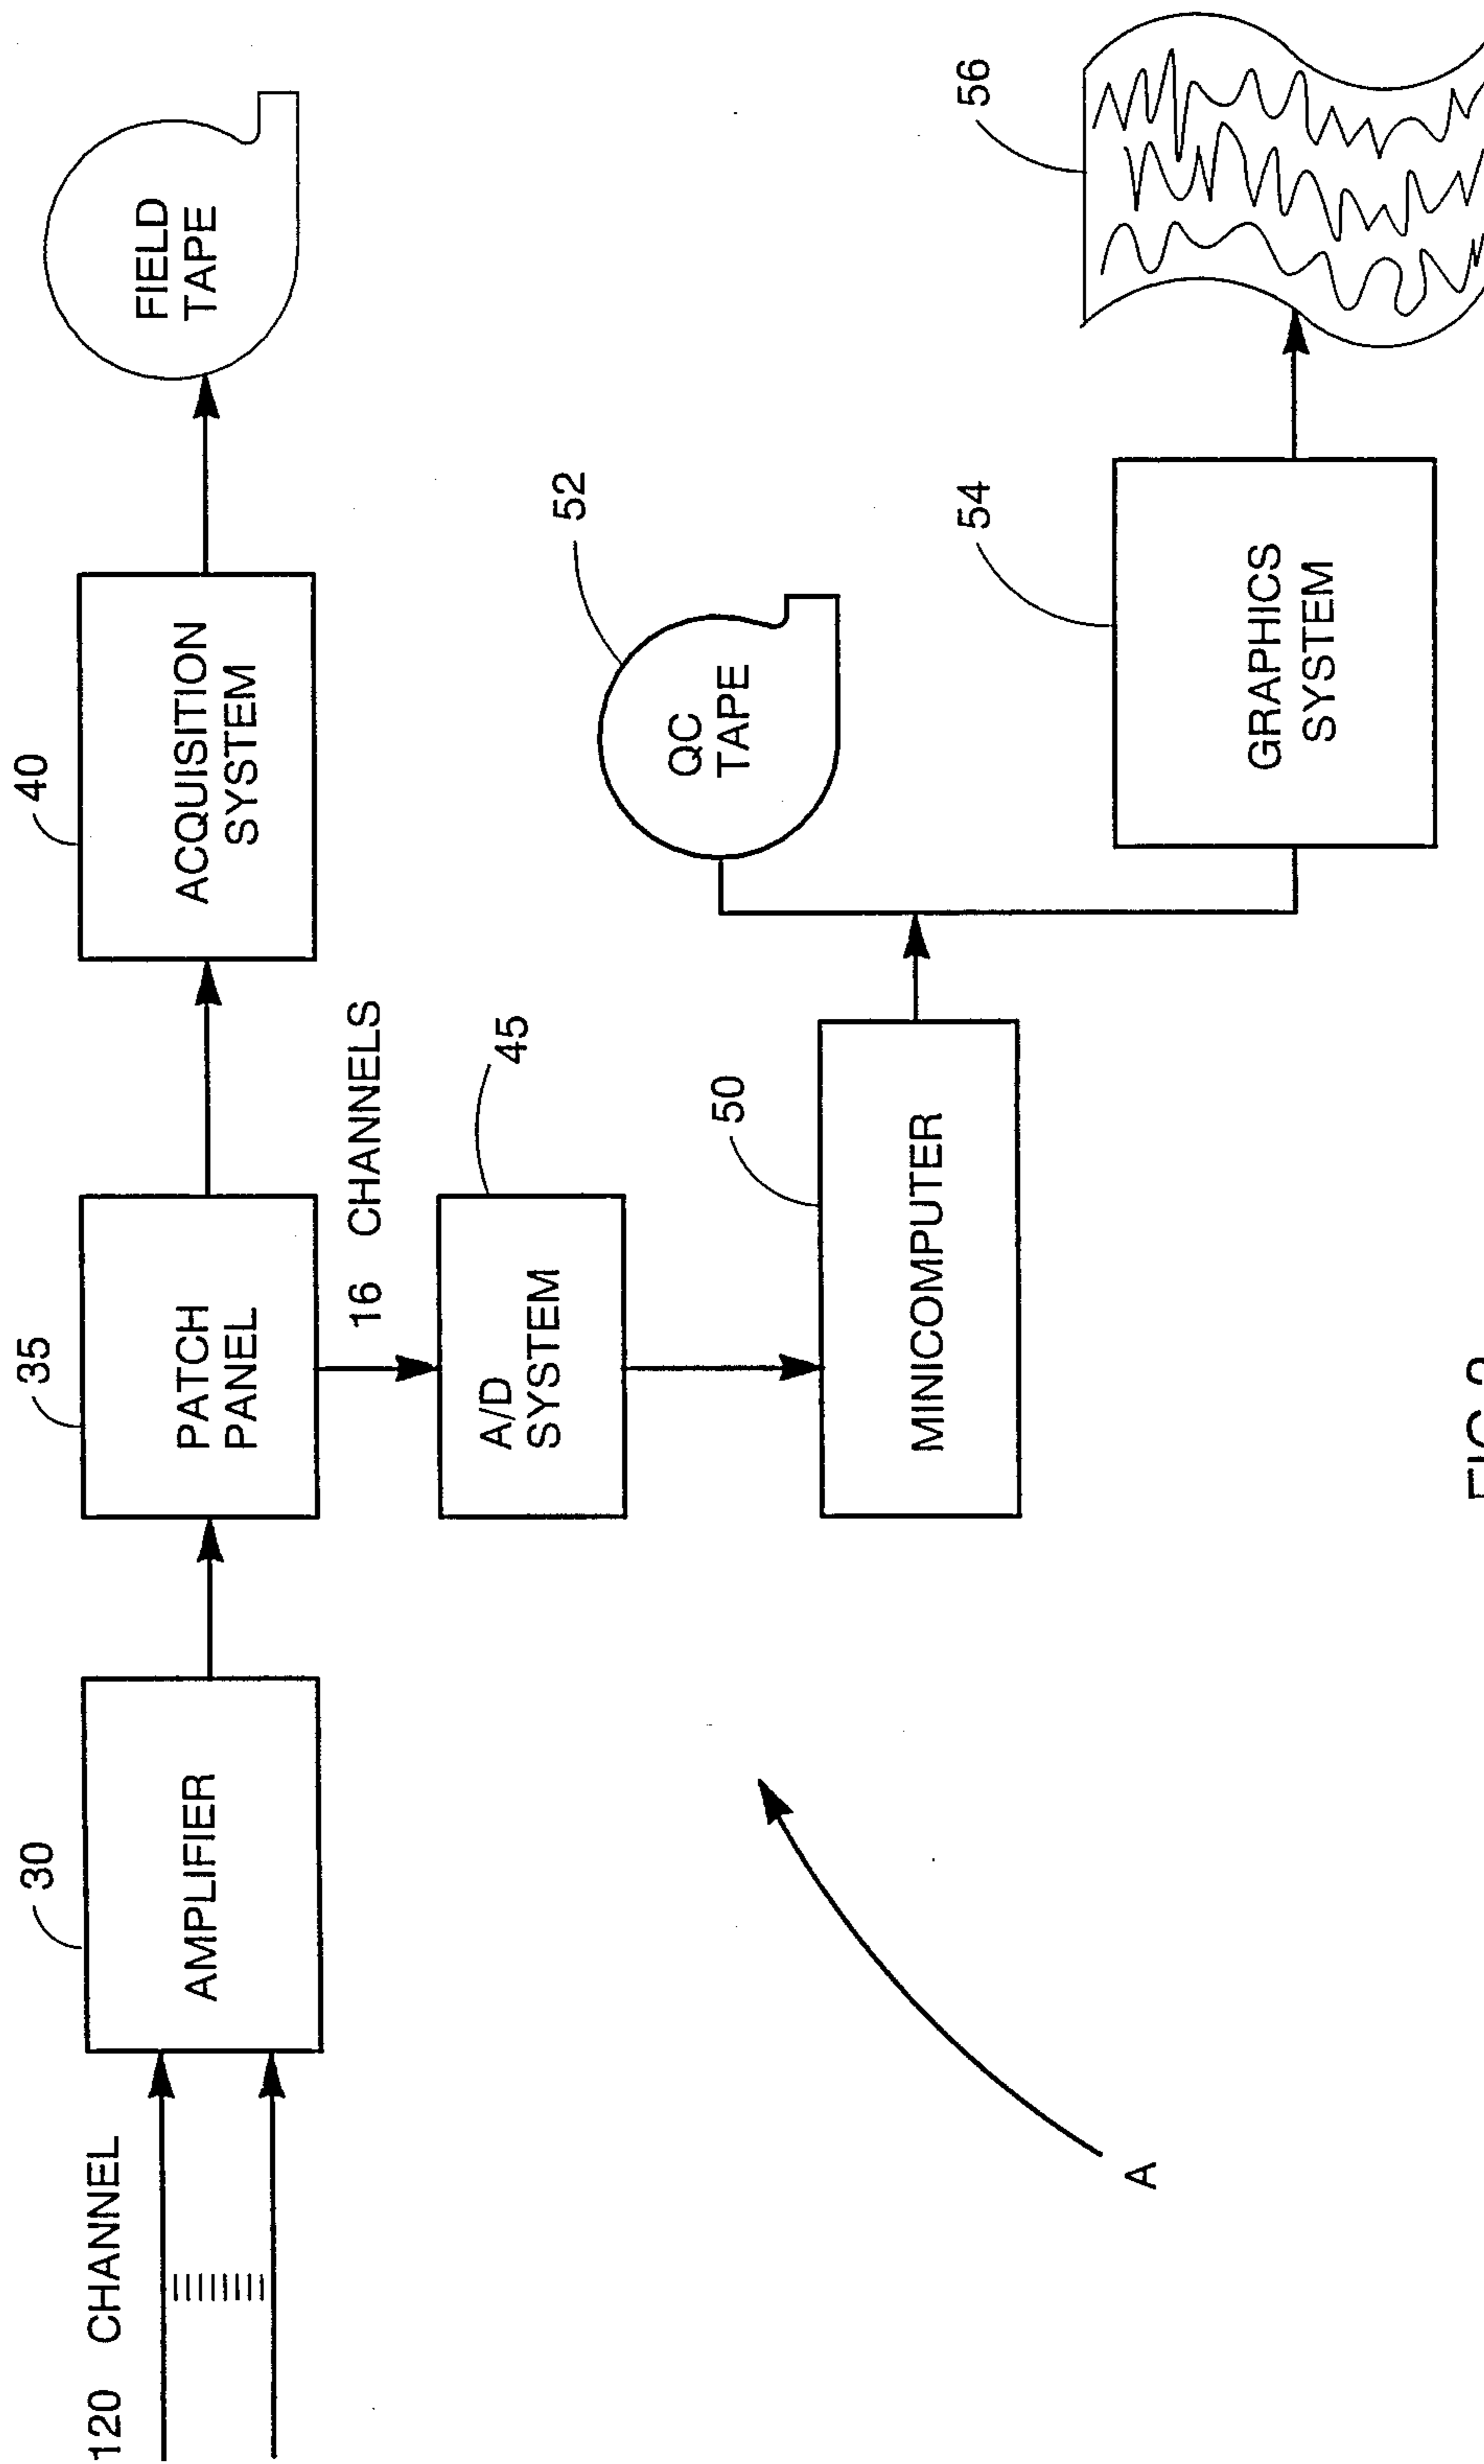 30
35
40
120 CHANNEL
AMPLIFIER
PATCH
PANEL
ACQUISITION
SYSTEM
FIELD
TAPE
16 CHANNELS
45
A/D
SYSTEM
52
QC
TAPE
50
MINICOMPUTER
54
GRAPHICS
SYSTEM
56
A
FIG.